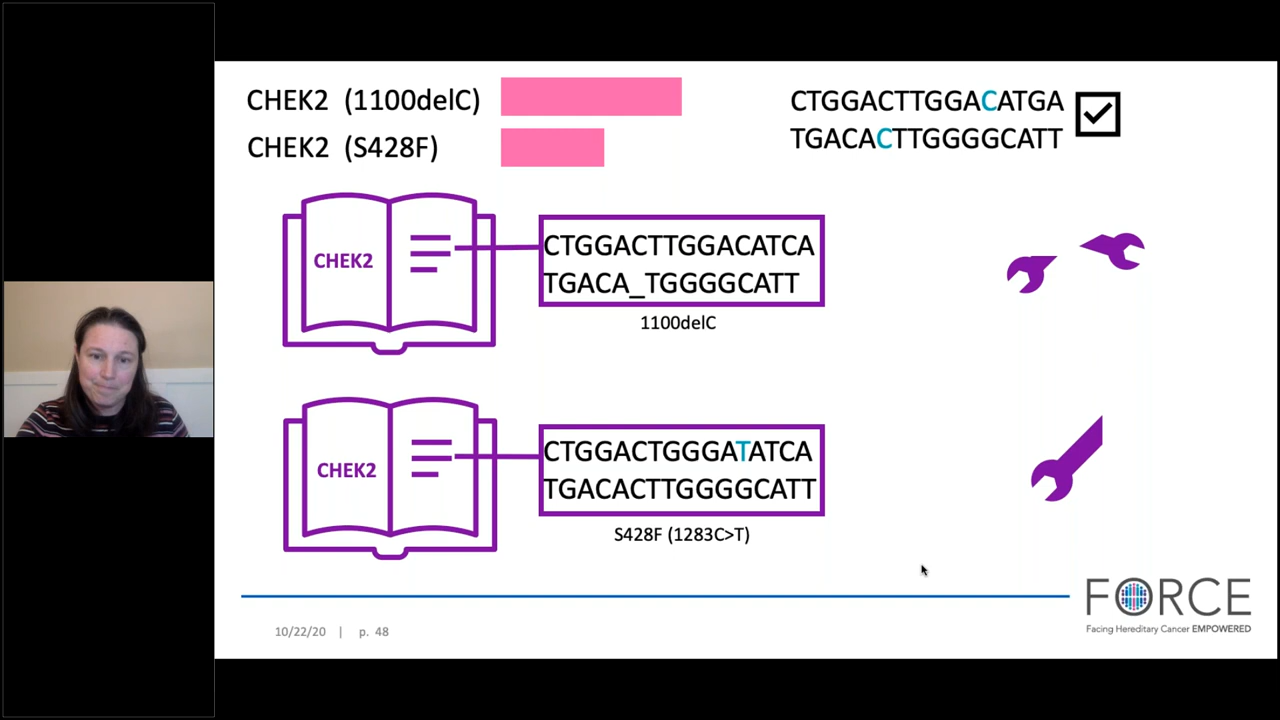 CHEK2 (1100delC)
CHEK2 (S428F)
CTGGACTTGGACATGA
TGACACTTGGGGCATT
CHEK2
CTGGACTTGGACATCA
TGACA_TGGGGCATT
1100delC
CHEK2
CTGGACTGGGATATCA
TGACACTTGGGGCATT
S428F (1283C>T)
10/22/20 | p. 48
FORCE
Facing Hereditary Cancer EMPOWERED